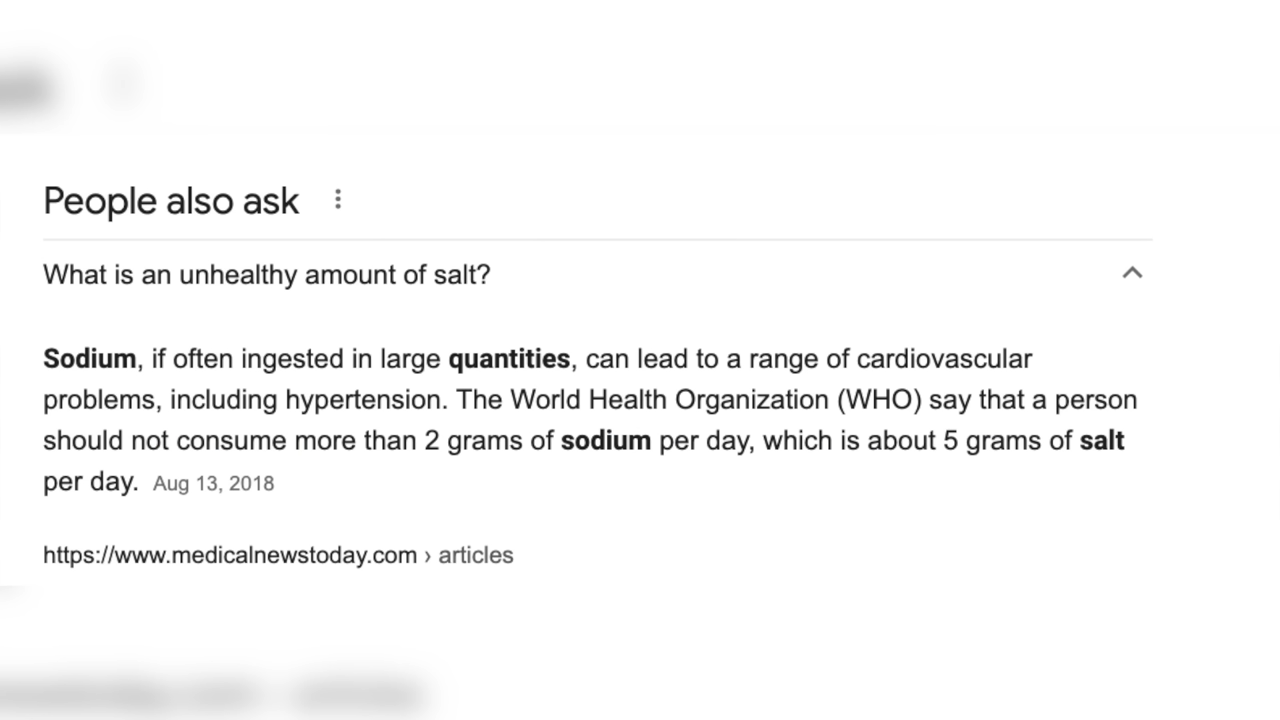 People also ask
What is an unhealthy amount of salt?
Sodium, if often ingested in large quantities, can lead to a range of cardiovascular
problems, including hypertension. The World Health Organization (WHO) say that a person
should not consume more than 2 grams of sodium per day, which is about 5 grams of salt
per day. Aug 13, 2018
https://www.medicalnewstoday.com › articles